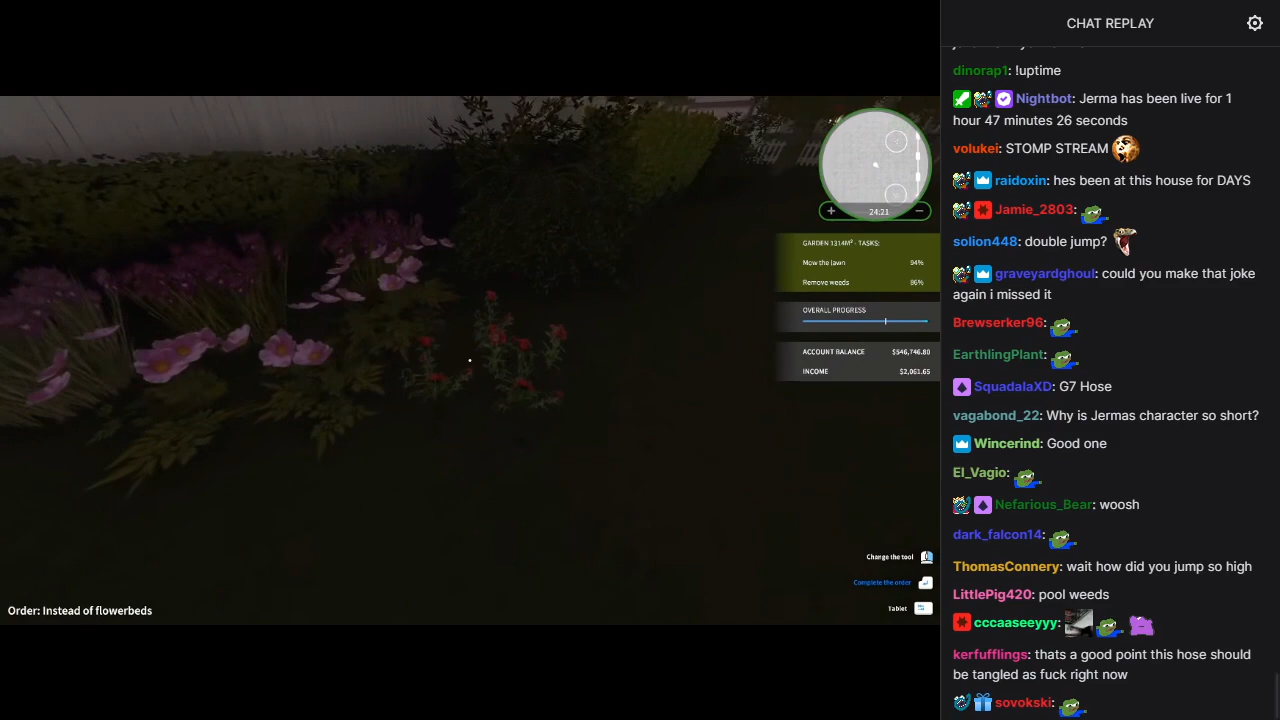 CHAT REPLAY
dinorap1: !uptime
Nightbot: Jerma has been live for 1
hour 47 minutes 26 seconds
volukei: STOMP STREAM
raidoxin: hes been at this house for DAYS
Jamie_2803:
solion448: double jump?
graveyardghoul: could you make that joke
again i missed it
Brewserker96:
EarthlingPlant:
SquadalaXD: G7 Hose
vagabond_22: Why is Jermas character so short?
Wincerind: Good one
El_Vagio:
Nefarious_Bear: woosh
dark_falcon14:
ThomasConnery: wait how did you jump so high
LittlePig420: pool weeds
cccaaseeyyy:
kerfufflings: thats a good point this hose should
be tangled as fuck right now
sovokski:
+ 24:21 −
GARDEN 1314M² - TASKS:
Mow the lawn 94%
Remove weeds 86%
OVERALL PROGRESS
ACCOUNT BALANCE $546,746.80
INCOME $2,061.65
Change the tool
Complete the order
Tablet
Order: Instead of flowerbeds